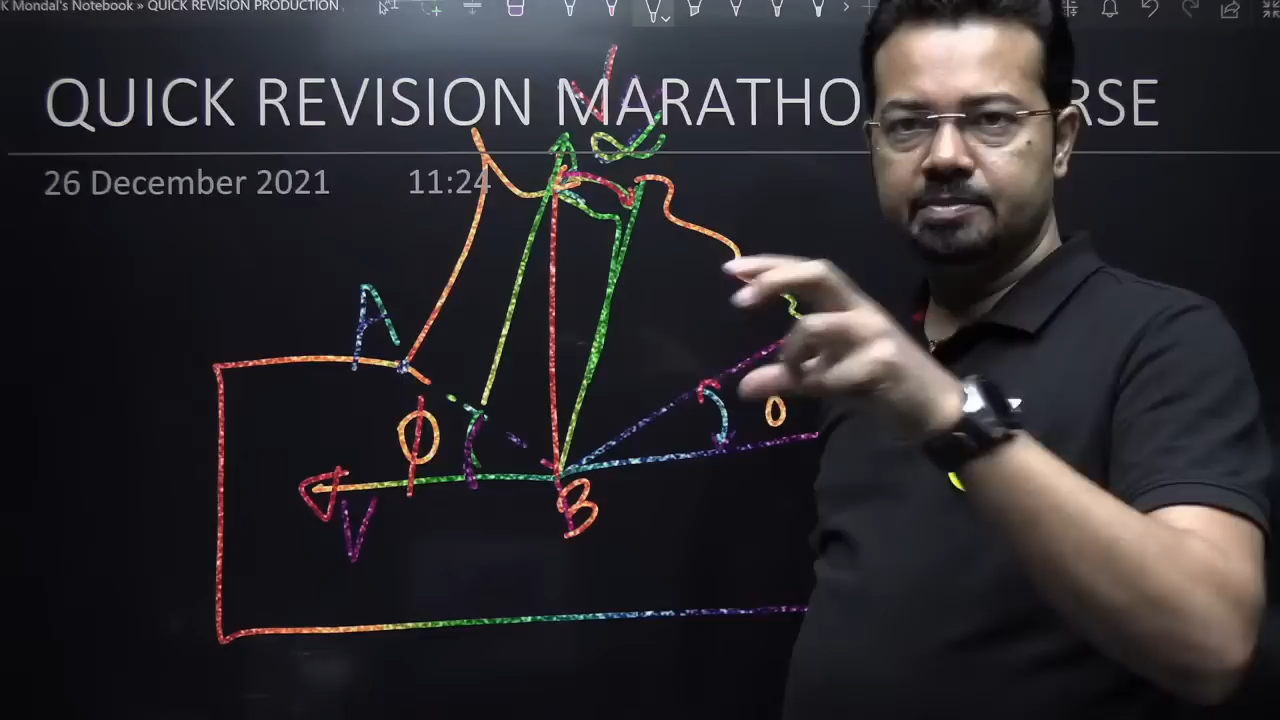 K Mondal's Notebook » QUICK REVISION PRODUCTION
QUICK REVISION MARATHO RSE
26 December 2021 11:24
α
A
φ
O
V
B